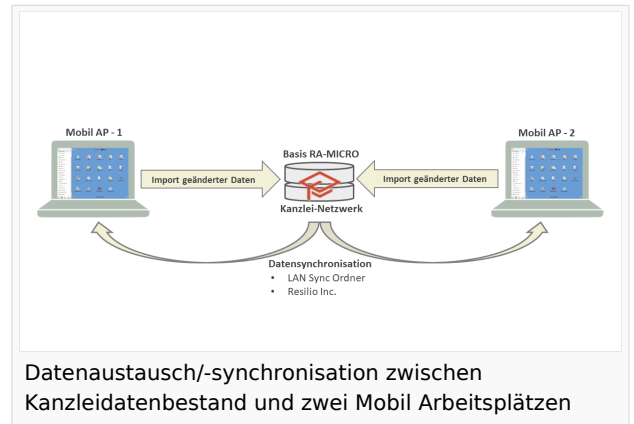 Mobil AP - 1
Mobil AP - 2
Basis RA-MICRO
Import geänderter Daten
Import geänderter Daten
Kanzlei-Netzwerk
Datensynchronisation
• LAN Sync Ordner
• Resilio Inc.
Datenaustausch/-synchronisation zwischen
Kanzleidatenbestand und zwei Mobil Arbeitsplätzen